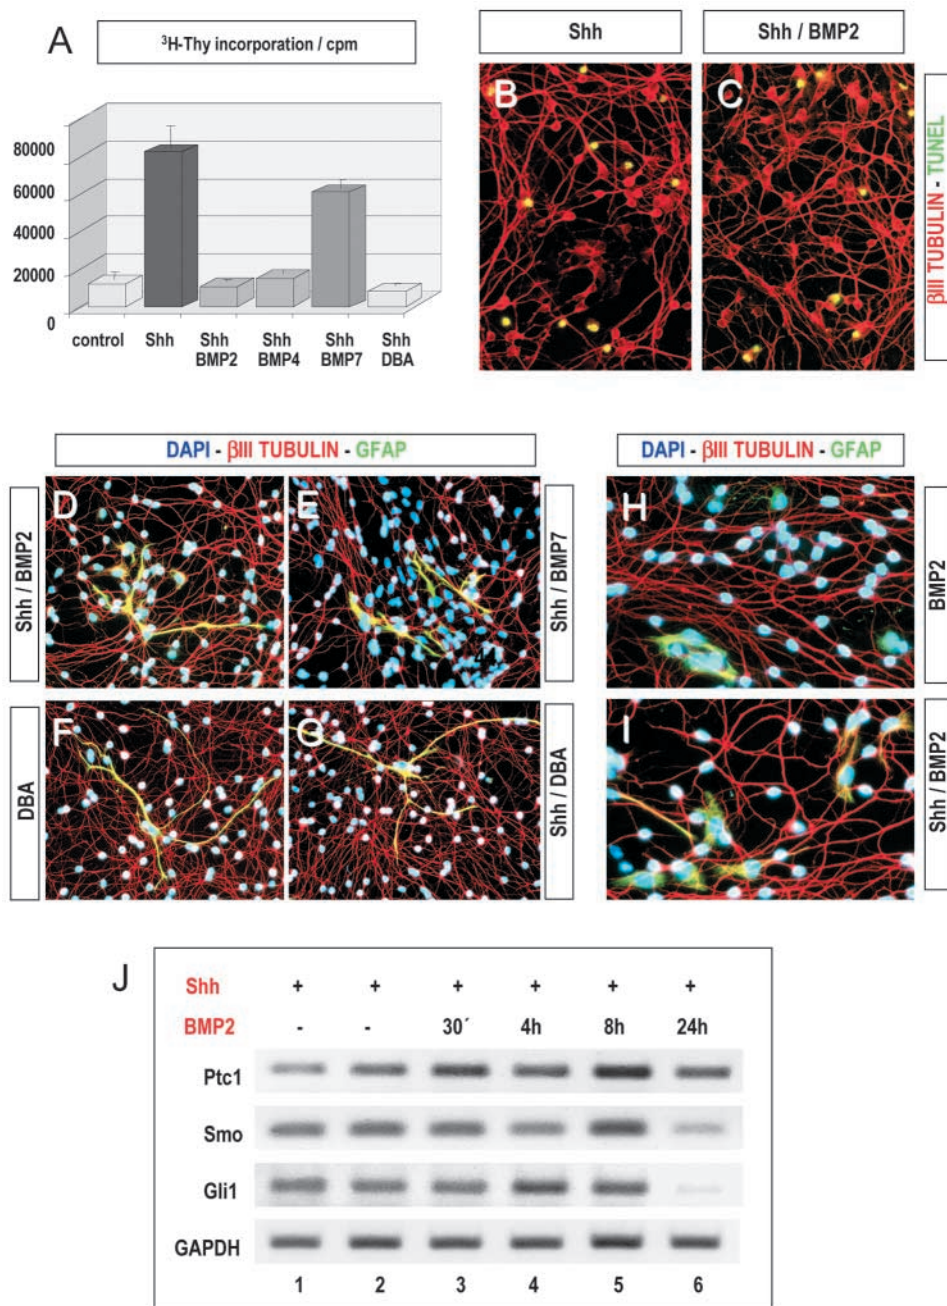 A
³H-Thy incorporation / cpm
80000
60000
40000
20000
0
control
Shh
Shh BMP2
Shh BMP4
Shh BMP7
Shh DBA
Shh
Shh / BMP2
B
C
βIII TUBULIN - TUNEL
DAPI - βIII TUBULIN - GFAP
DAPI - βIII TUBULIN - GFAP
Shh / BMP2
D
E
Shh / BMP7
H
BMP2
DBA
F
G
Shh / DBA
I
Shh / BMP2
J
Shh + + + + + +
BMP2 - - 30´ 4h 8h 24h
Ptc1
Smo
Gli1
GAPDH
1 2 3 4 5 6